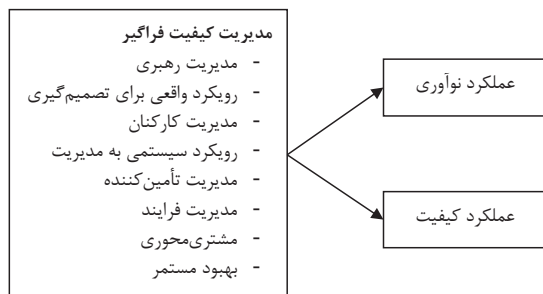 مدیریت کیفیت فراگیر
- مدیریت رهبری
- رویکرد واقعی برای تصمیم‌گیری
- مدیریت کارکنان
- رویکرد سیستمی به مدیریت
- مدیریت تأمین‌کننده
- مدیریت فرایند
- مشتری‌محوری
- بهبود مستمر
عملکرد نوآوری
عملکرد کیفیت